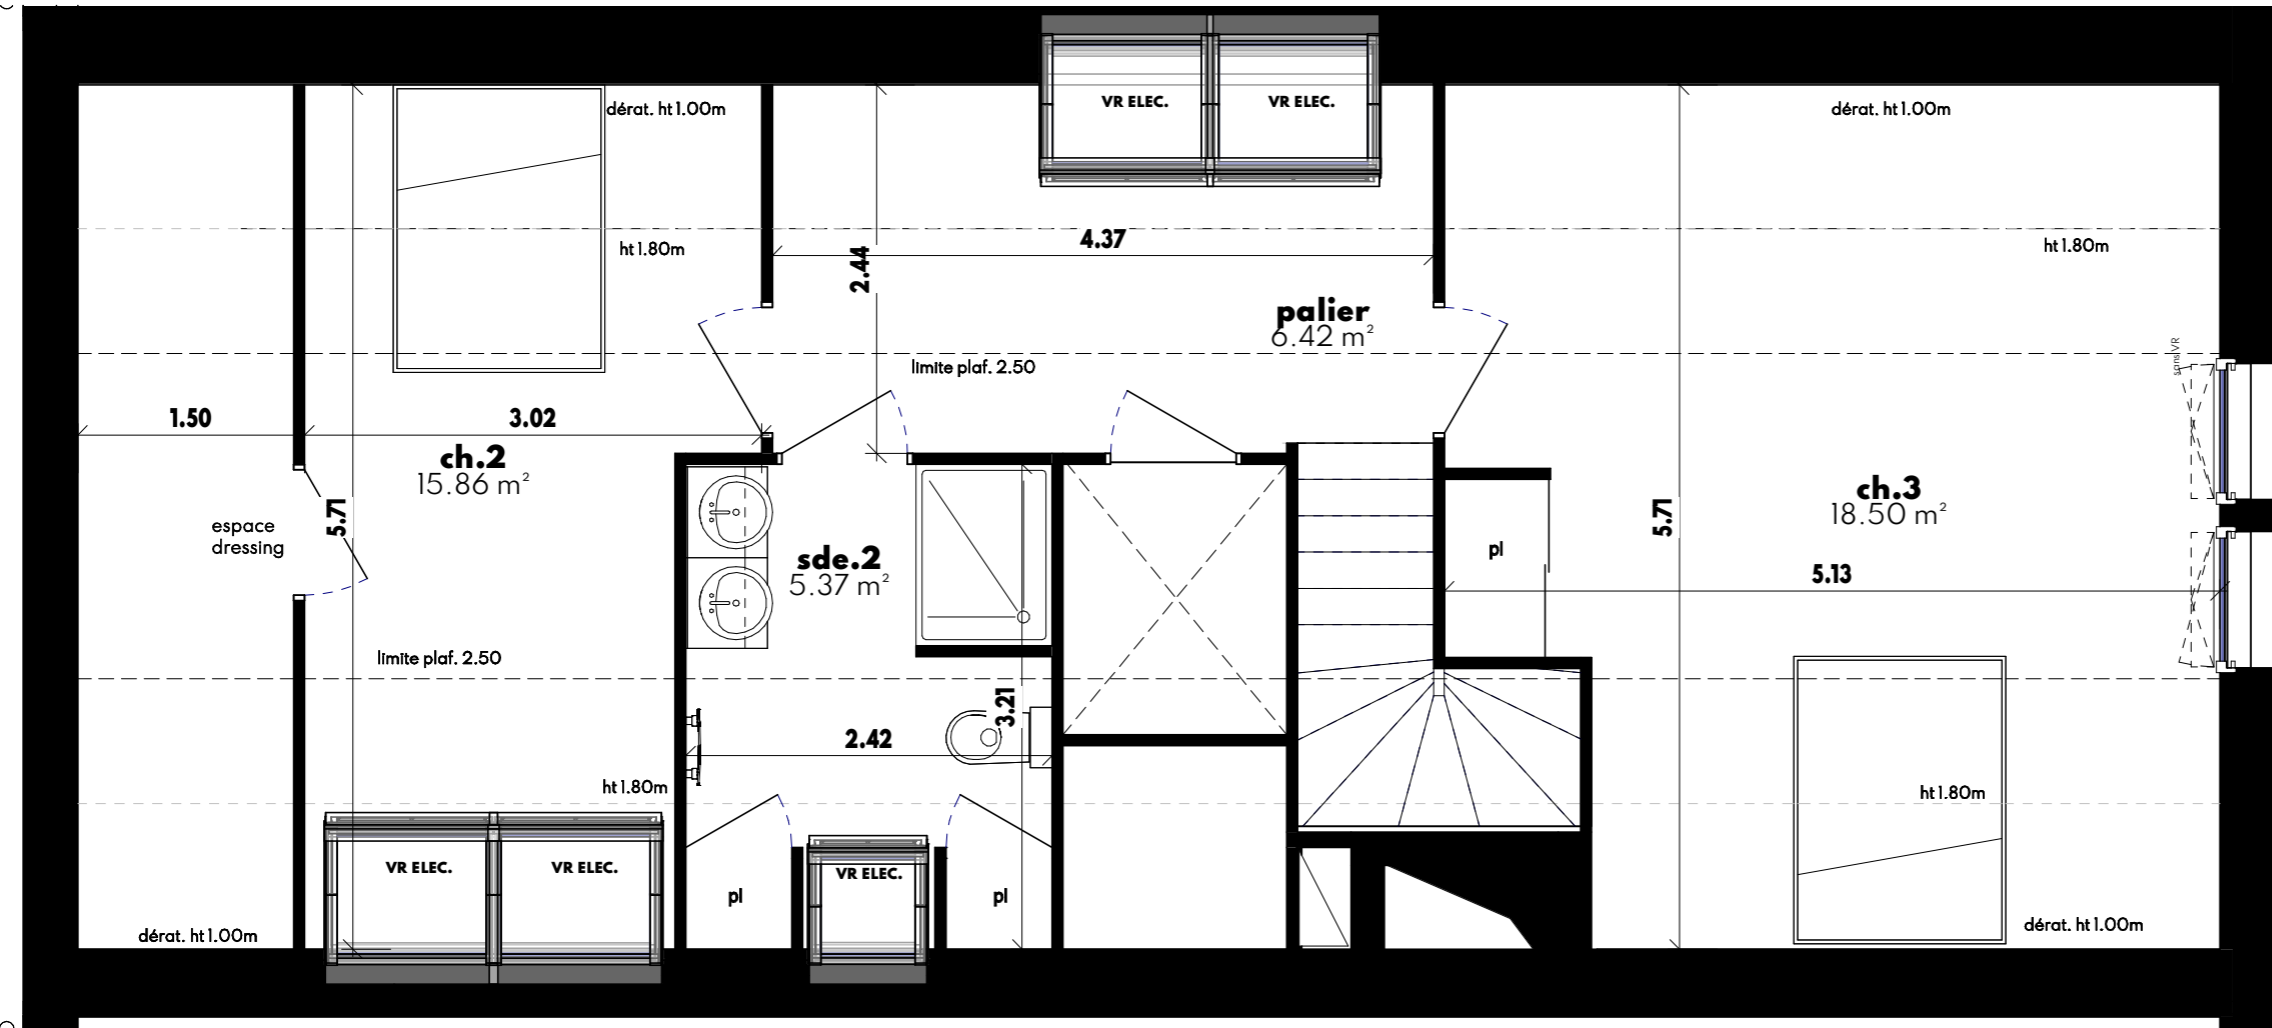 VR ELEC.
VR ELEC.
dérat. ht 1.00m
dérat. ht 1.00m
4.37
2.44
ht 1.80m
ht 1.80m
palier
6.42 m²
sans VR
limite plaf. 2.50
1.50
3.02
ch.2
15.86 m²
5.71
espace
dressing
sde.2
5.37 m²
pl
5.71
ch.3
18.50 m²
5.13
limite plaf. 2.50
3.21
2.42
ht 1.80m
ht 1.80m
VR ELEC.
VR ELEC.
VR ELEC.
pl
pl
dérat. ht 1.00m
dérat. ht 1.00m